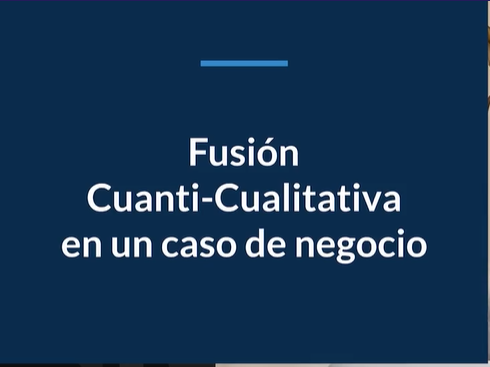 Fusión
Cuanti-Cualitativa
en un caso de negocio